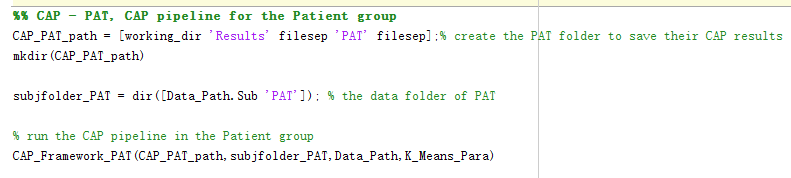 %% CAP - PAT, CAP pipeline for the Patient group
CAP_PAT_path = [working_dir 'Results' filesep 'PAT' filesep];% create the PAT folder to save their CAP results
mkdir(CAP_PAT_path)
subjfolder_PAT = dir([Data_Path.Sub 'PAT']); % the data folder of PAT
% run the CAP pipeline in the Patient group
CAP_Framework_PAT(CAP_PAT_path,subjfolder_PAT,Data_Path,K_Means_Para)